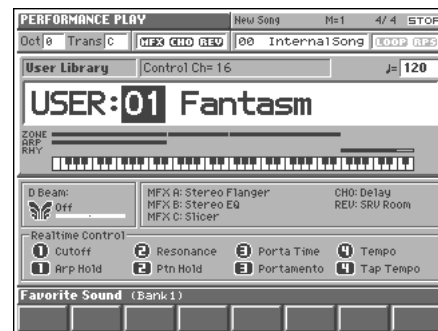 PERFORMANCE PLAY New Song M=1 4/ 4 STOP
Oct 0 Trans C MFX CHO REV 00 InternalSong LOOP RPS
User Library Control Ch= 16 ♩= 120
USER:01 Fantasm
ZONE
ARP
RHY
D Beam: Off
MFX A: Stereo Flanger CHO: Delay
MFX B: Stereo EQ REV: SRV Room
MFX C: Slicer
Realtime Control
1 Cutoff 2 Resonance 3 Porta Time 4 Tempo
1 Arp Hold 2 Ptn Hold 3 Portamento 4 Tap Tempo
Favorite Sound (Bank1)